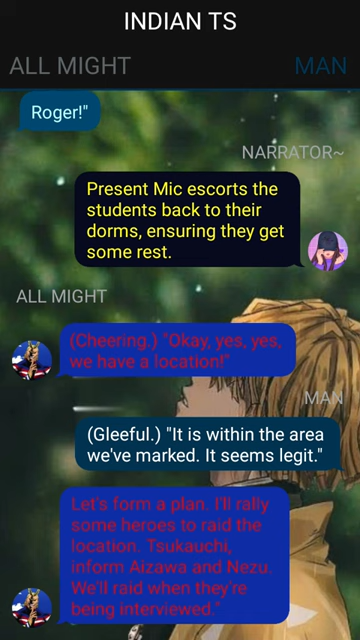 INDIAN TS
ALL MIGHT
MAN
Roger!"
NARRATOR~
Present Mic escorts the
students back to their
dorms, ensuring they get
some rest.
ALL MIGHT
(Cheering.) "Okay, yes, yes,
we have a location!"
MAN
(Gleeful.) "It is within the area
we've marked. It seems legit."
Let's form a plan. I'll rally
some heroes to raid the
location. Tsukauchi,
inform Aizawa and Nezu.
We'll raid when they're
being interviewed."